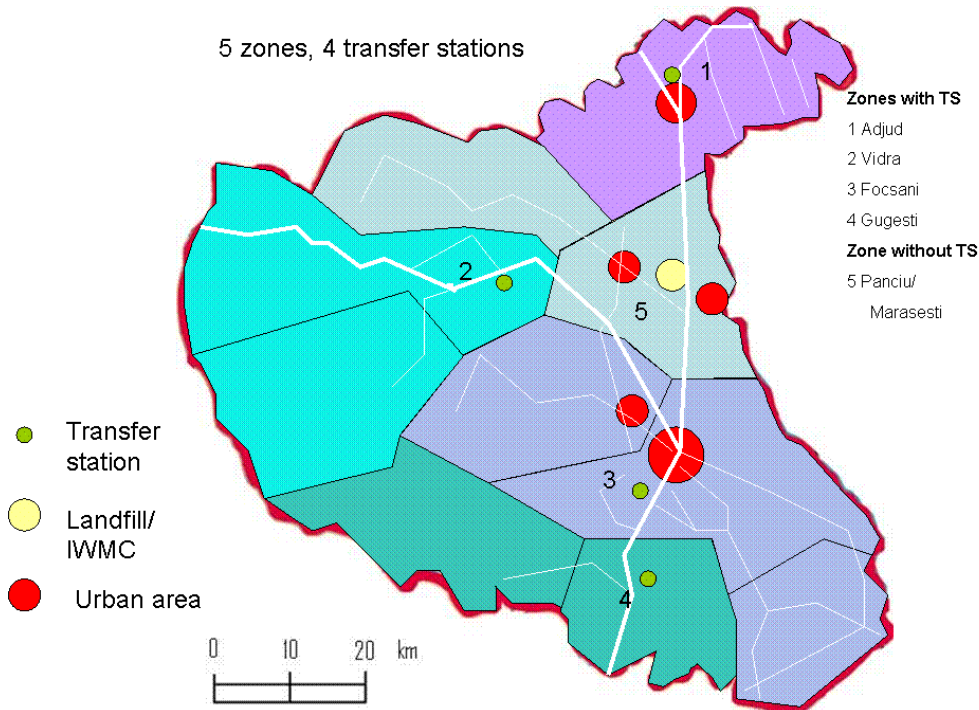 5 zones, 4 transfer stations
1
Zones with TS
1 Adjud
2 Vidra
3 Focsani
4 Gugesti
Zone without TS
5 Panciu/
Marasesti
2
5
3
4
Transfer
station
Landfill/
IWMC
Urban area
0 10 20 km